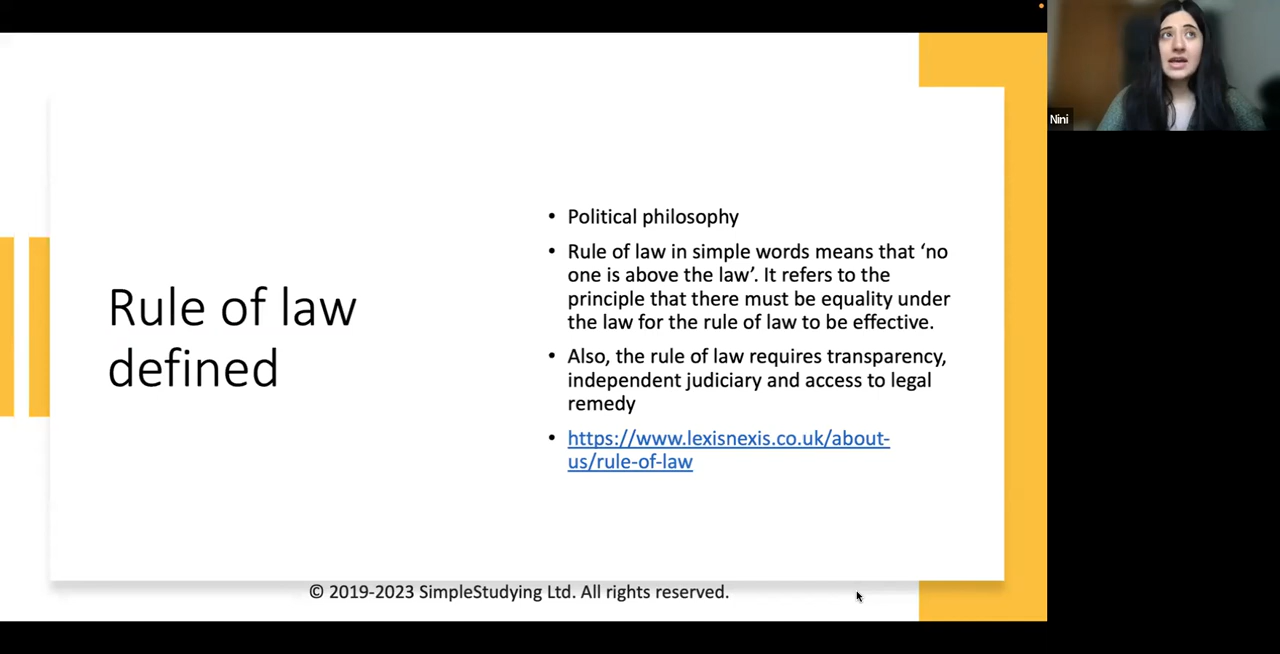 Nini
Rule of law
defined
• Political philosophy
• Rule of law in simple words means that ‘no
one is above the law’. It refers to the
principle that there must be equality under
the law for the rule of law to be effective.
• Also, the rule of law requires transparency,
independent judiciary and access to legal
remedy
• https://www.lexisnexis.co.uk/about-
us/rule-of-law
© 2019-2023 SimpleStudying Ltd. All rights reserved.